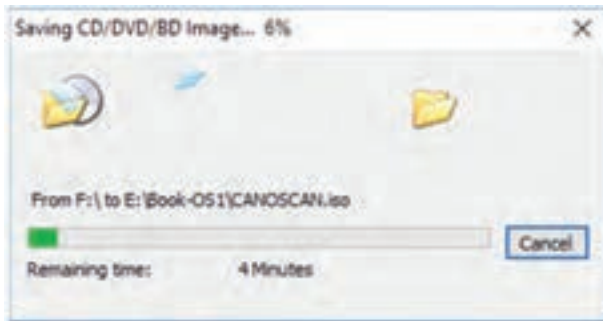 Saving CD/DVD/BD Image... 6%
From F:\ to E:\Book-OS1\CANOSCAN.iso
Cancel
Remaining time: 4 Minutes